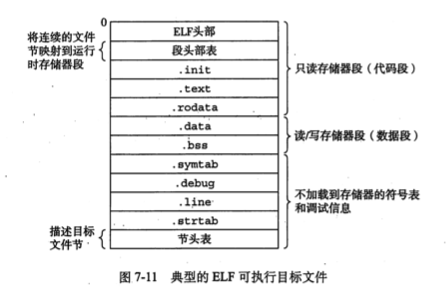 0
ELF头部
将连续的文件
节映射到运行
时存储器段
段头部表
.init
.text
.rodata
只读存储器段（代码段）
.data
.bss
读/写存储器段（数据段）
.symtab
.debug
.line
.strtab
不加载到存储器的符号表
和调试信息
描述目标
文件节
节头表
图 7-11 典型的 ELF 可执行目标文件